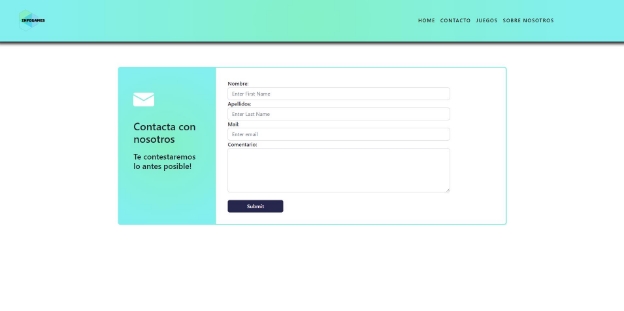 HOME CONTACTO JUEGOS SOBRE NOSOTROS
Contacta con
nosotros
Te contestaremos
lo antes posible!
Nombre:
Enter First Name
Apellidos:
Enter Last Name
Mail:
Enter email
Comentario:
Submit